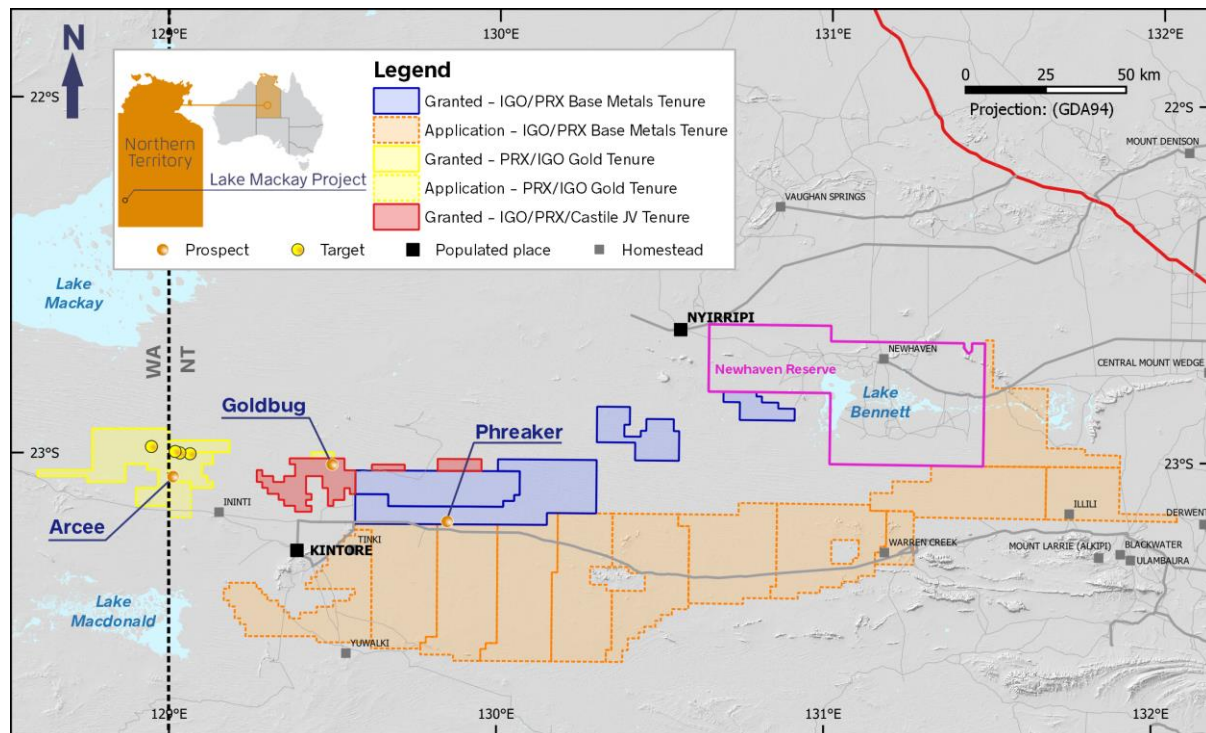 129°E
130°E
131°E
132°E
N
22°S
22°S
Legend
Granted – IGO/PRX Base Metals Tenure
Application – IGO/PRX Base Metals Tenure
Granted – PRX/IGO Gold Tenure
Application – PRX/IGO Gold Tenure
Granted – IGO/PRX/Castile JV Tenure
Northern
Territory
Lake Mackay Project
Prospect
Target
Populated place
Homestead
0 25 50 km
Projection: (GDA94)
MOUNT DENISON
VAUGHAN SPRINGS
Lake
Mackay
WA
NT
NYIRRIPI
NEWHAVEN
CENTRAL MOUNT WEDGE
Newhaven Reserve
Lake
Bennett
Goldbug
Phreaker
23°S
23°S
Arcee
ININTI
KINTORE
TINKI
ILLILI
DERWENT
WARREN CREEK
MOUNT LARRIE (ALKIPI)
BLACKWATER
ULAMBAURA
Lake
Macdonald
YUWALKI
129°E
130°E
131°E
132°E